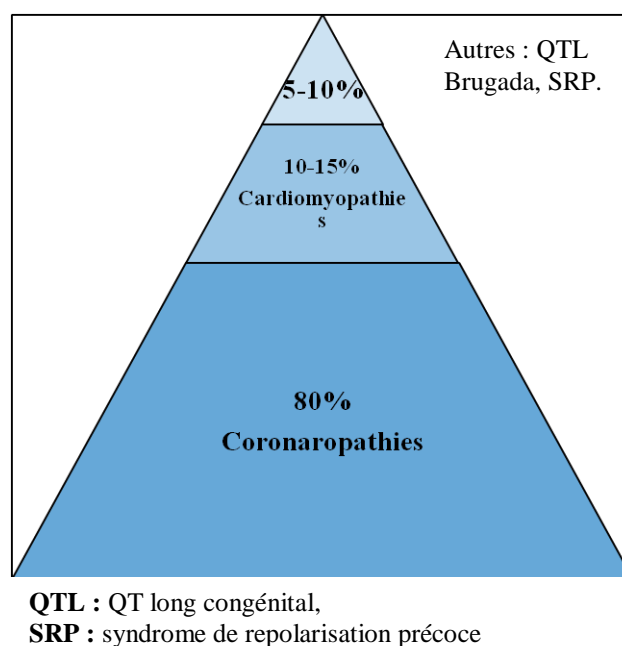 Autres : QTL
Brugada, SRP.
5-10%
10-15%
Cardiomyopathie
s
80%
Coronaropathies
QTL : QT long congénital,
SRP : syndrome de repolarisation précoce